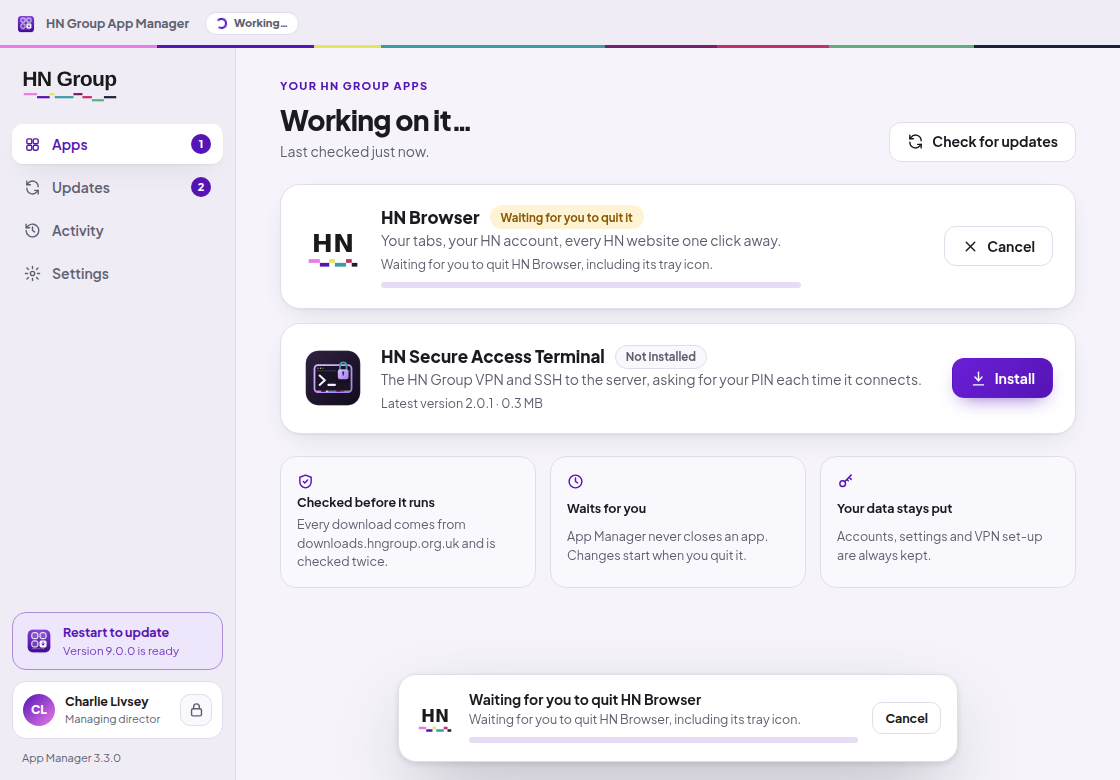 HN Group App Manager
Working…
HN Group
Apps
1
Updates
2
Activity
Settings
Restart to update
Version 9.0.0 is ready
CL
Charlie Livsey
Managing director
App Manager 3.3.0
YOUR HN GROUP APPS
Working on it…
Last checked just now.
Check for updates
HN
HN Browser
Waiting for you to quit it
Your tabs, your HN account, every HN website one click away.
Waiting for you to quit HN Browser, including its tray icon.
Cancel
HN Secure Access Terminal
Not installed
The HN Group VPN and SSH to the server, asking for your PIN each time it connects.
Latest version 2.0.1 · 0.3 MB
Install
Checked before it runs
Every download comes from
downloads.hngroup.org.uk and is
checked twice.
Waits for you
App Manager never closes an app.
Changes start when you quit it.
Your data stays put
Accounts, settings and VPN set-up
are always kept.
HN
Waiting for you to quit HN Browser
Waiting for you to quit HN Browser, including its tray icon.
Cancel